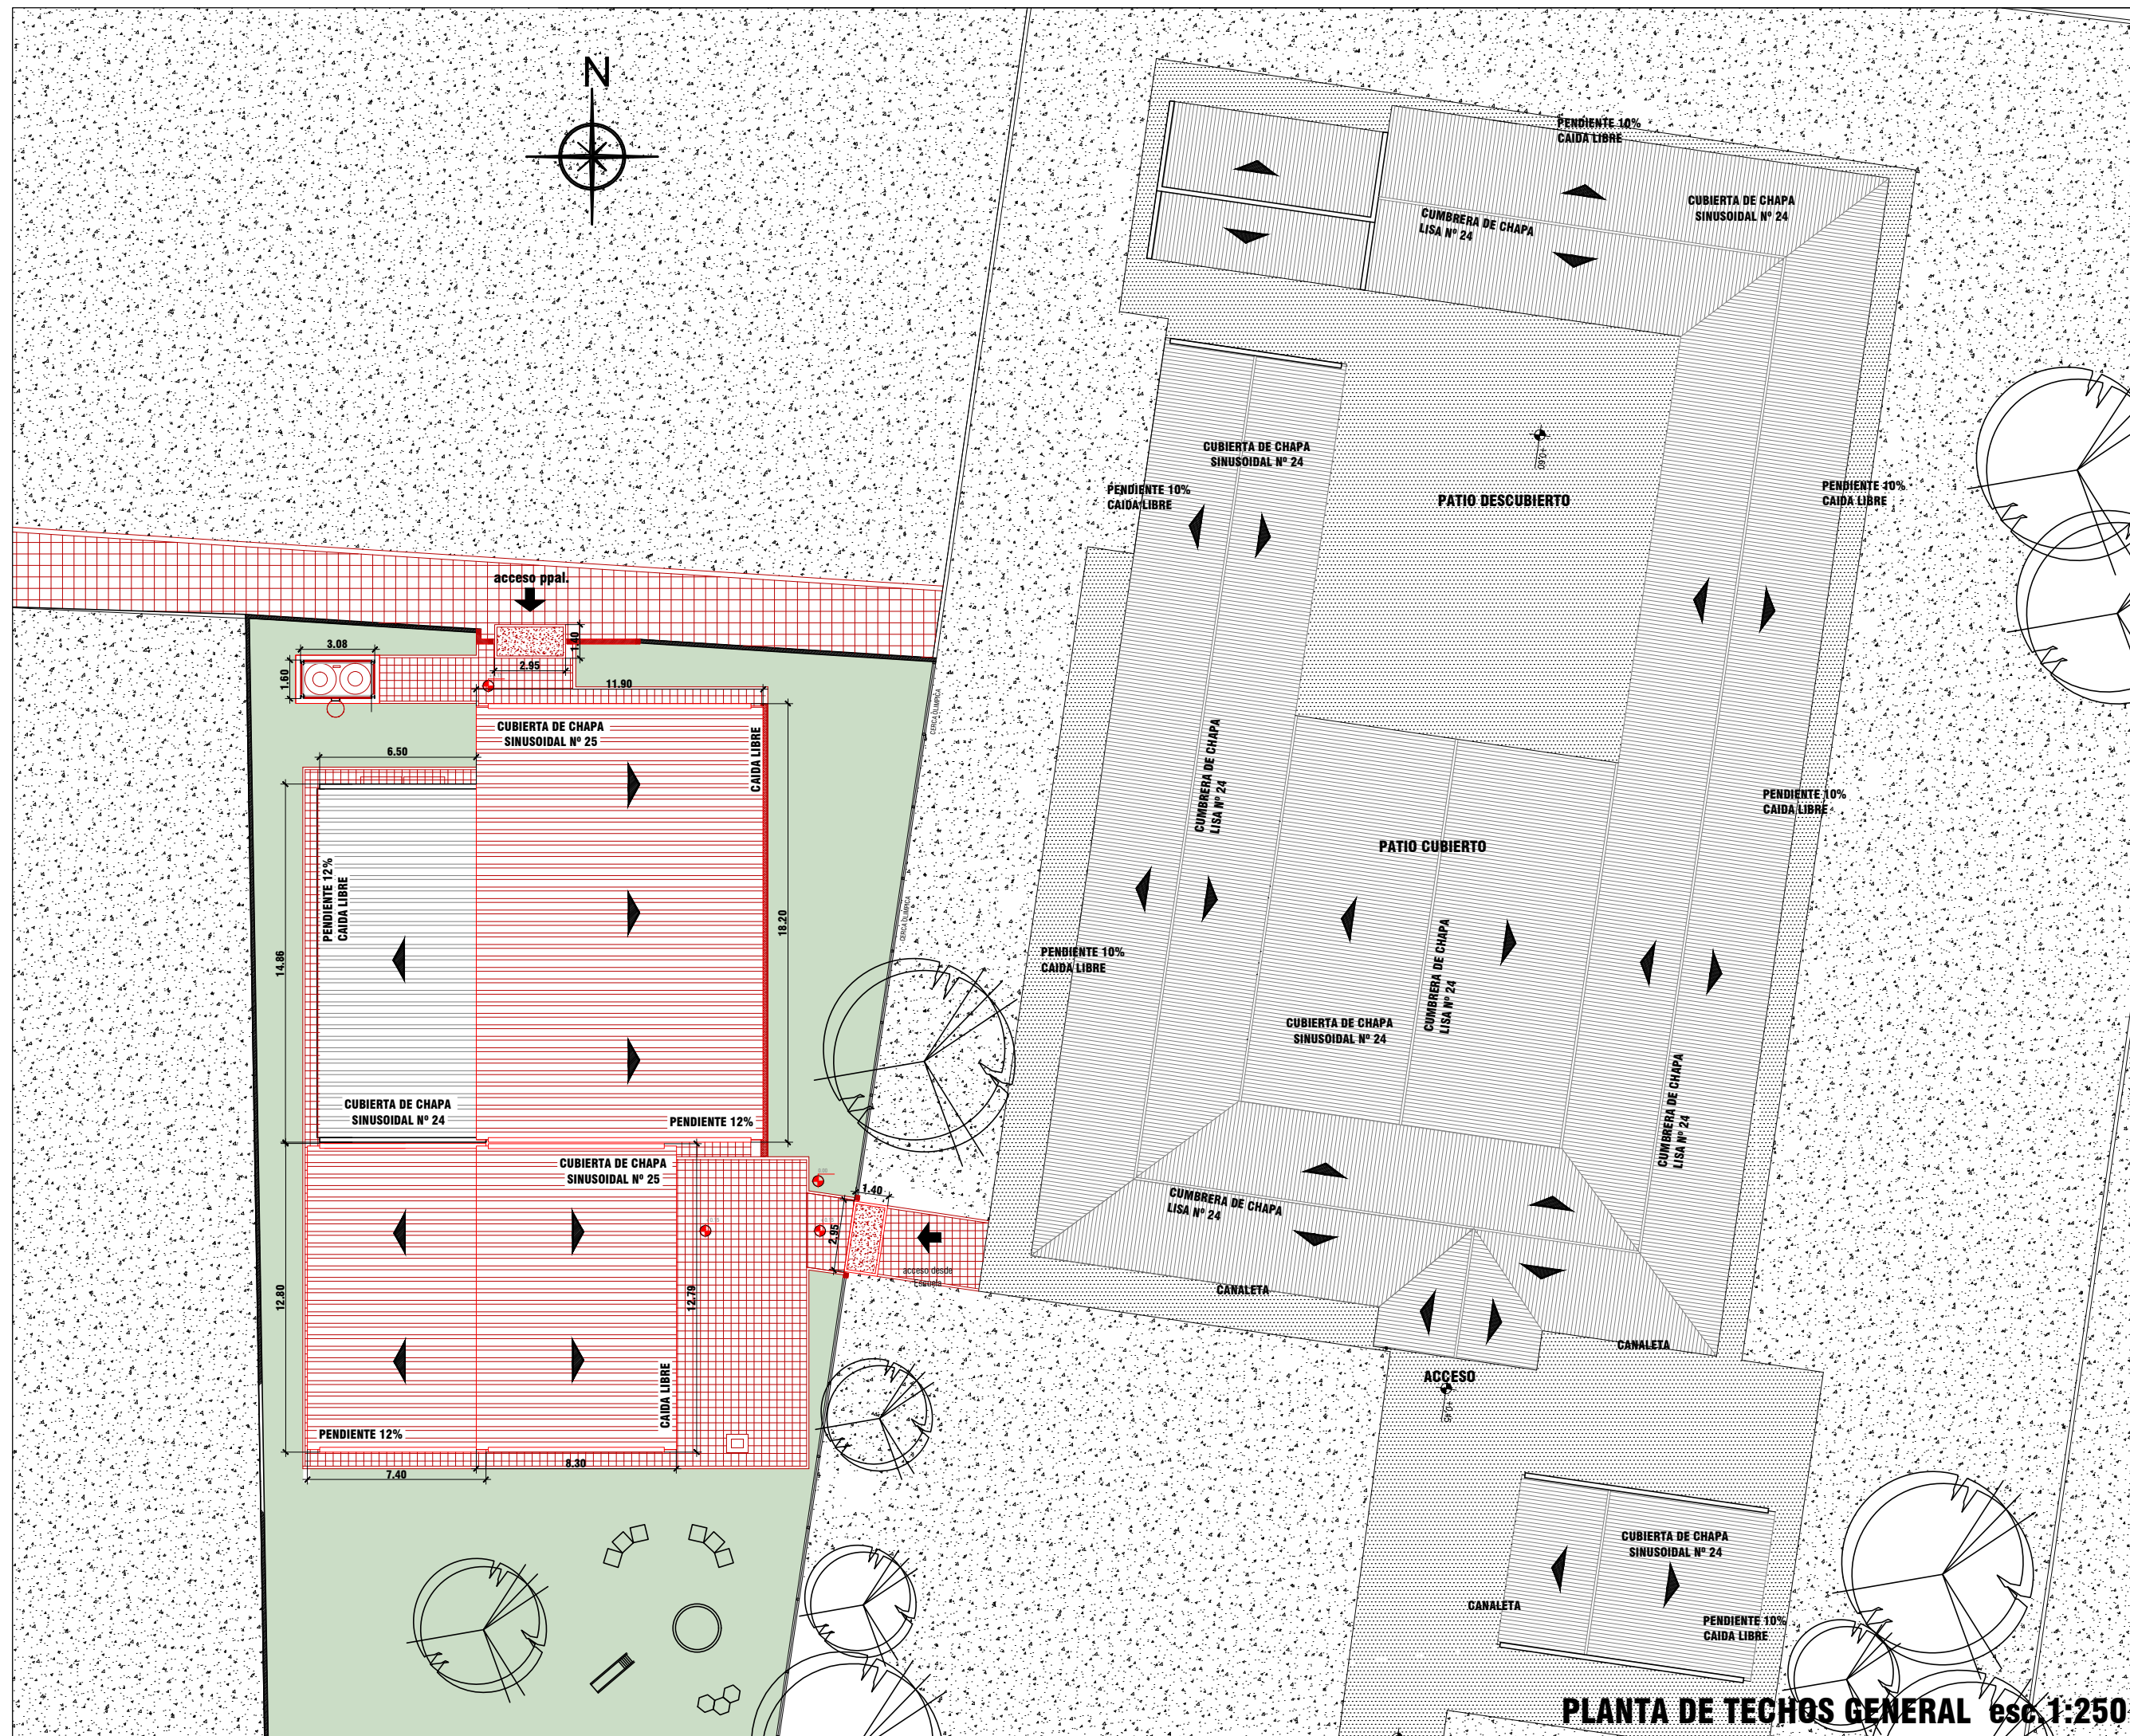 N
PENDIENTE 10%
CAIDA LIBRE
CUBIERTA DE CHAPA
SINUSOIDAL Nº 24
CUMBRERA DE CHAPA
LISA Nº 24
CUBIERTA DE CHAPA
SINUSOIDAL Nº 24
PENDIENTE 10%
CAIDA LIBRE
PATIO DESCUBIERTO
PENDIENTE 10%
CAIDA LIBRE
acceso ppal.
3.08
1.60
1.40
2.95
11.90
CERCA OLIMPICA
CUBIERTA DE CHAPA
SINUSOIDAL Nº 25
CAIDA LIBRE
6.50
CUMBRERA DE CHAPA
LISA Nº 24
PENDIENTE 10%
CAIDA LIBRE
PATIO CUBIERTO
PENDIENTE 12%
CAIDA LIBRE
18.20
CERCA OLIMPICA
14.86
PENDIENTE 10%
CAIDA LIBRE
CUMBRERA DE CHAPA
LISA Nº 24
CUBIERTA DE CHAPA
SINUSOIDAL Nº 24
CUBIERTA DE CHAPA
SINUSOIDAL Nº 24
PENDIENTE 12%
CUMBRERA DE CHAPA
LISA Nº 24
CUBIERTA DE CHAPA
SINUSOIDAL Nº 25
1.40
2.95
CUMBRERA DE CHAPA
LISA Nº 24
acceso desde
Escuela
12.80
12.79
CANALETA
CANALETA
ACCESO
CAIDA LIBRE
PENDIENTE 12%
7.40
8.30
CUBIERTA DE CHAPA
SINUSOIDAL Nº 24
CANALETA
PENDIENTE 10%
CAIDA LIBRE
PLANTA DE TECHOS GENERAL esc.1:250